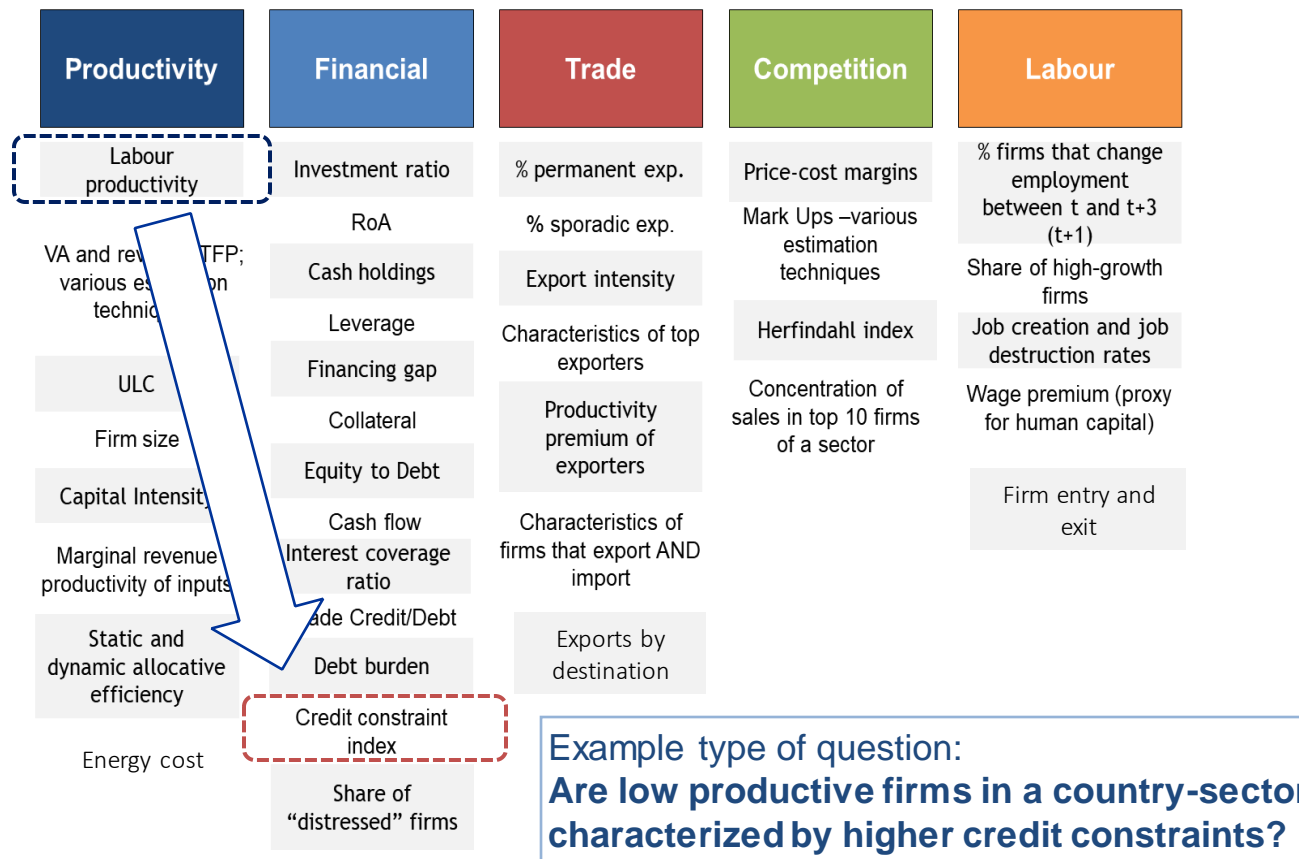 Productivity
Financial
Trade
Competition
Labour
Labour
productivity
VA and rev TFP;
various es on
techniq
ULC
Firm size
Capital Intensity
Marginal revenue
productivity of inputs
Static and
dynamic allocative
efficiency
Energy cost
Investment ratio
RoA
Cash holdings
Leverage
Financing gap
Collateral
Equity to Debt
Cash flow
Interest coverage
ratio
ade Credit/Debt
Debt burden
Credit constraint
index
Share of
“distressed” firms
% permanent exp.
% sporadic exp.
Export intensity
Characteristics of top
exporters
Productivity
premium of
exporters
Characteristics of
firms that export AND
import
Exports by
destination
Price-cost margins
Mark Ups –various
estimation
techniques
Herfindahl index
Concentration of
sales in top 10 firms
of a sector
% firms that change
employment
between t and t+3
(t+1)
Share of high-growth
firms
Job creation and job
destruction rates
Wage premium (proxy
for human capital)
Firm entry and
exit
Example type of question:
Are low productive firms in a country-sector
characterized by higher credit constraints?